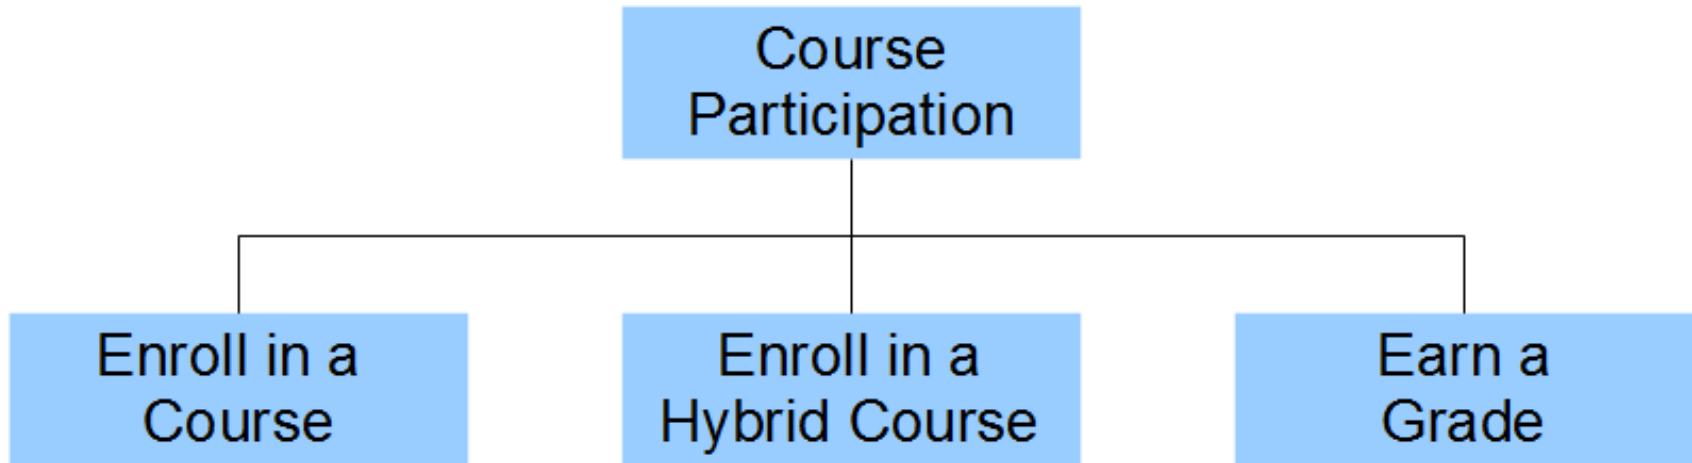 Course
Participation
Enroll in a
Course
Enroll in a
Hybrid Course
Earn a
Grade